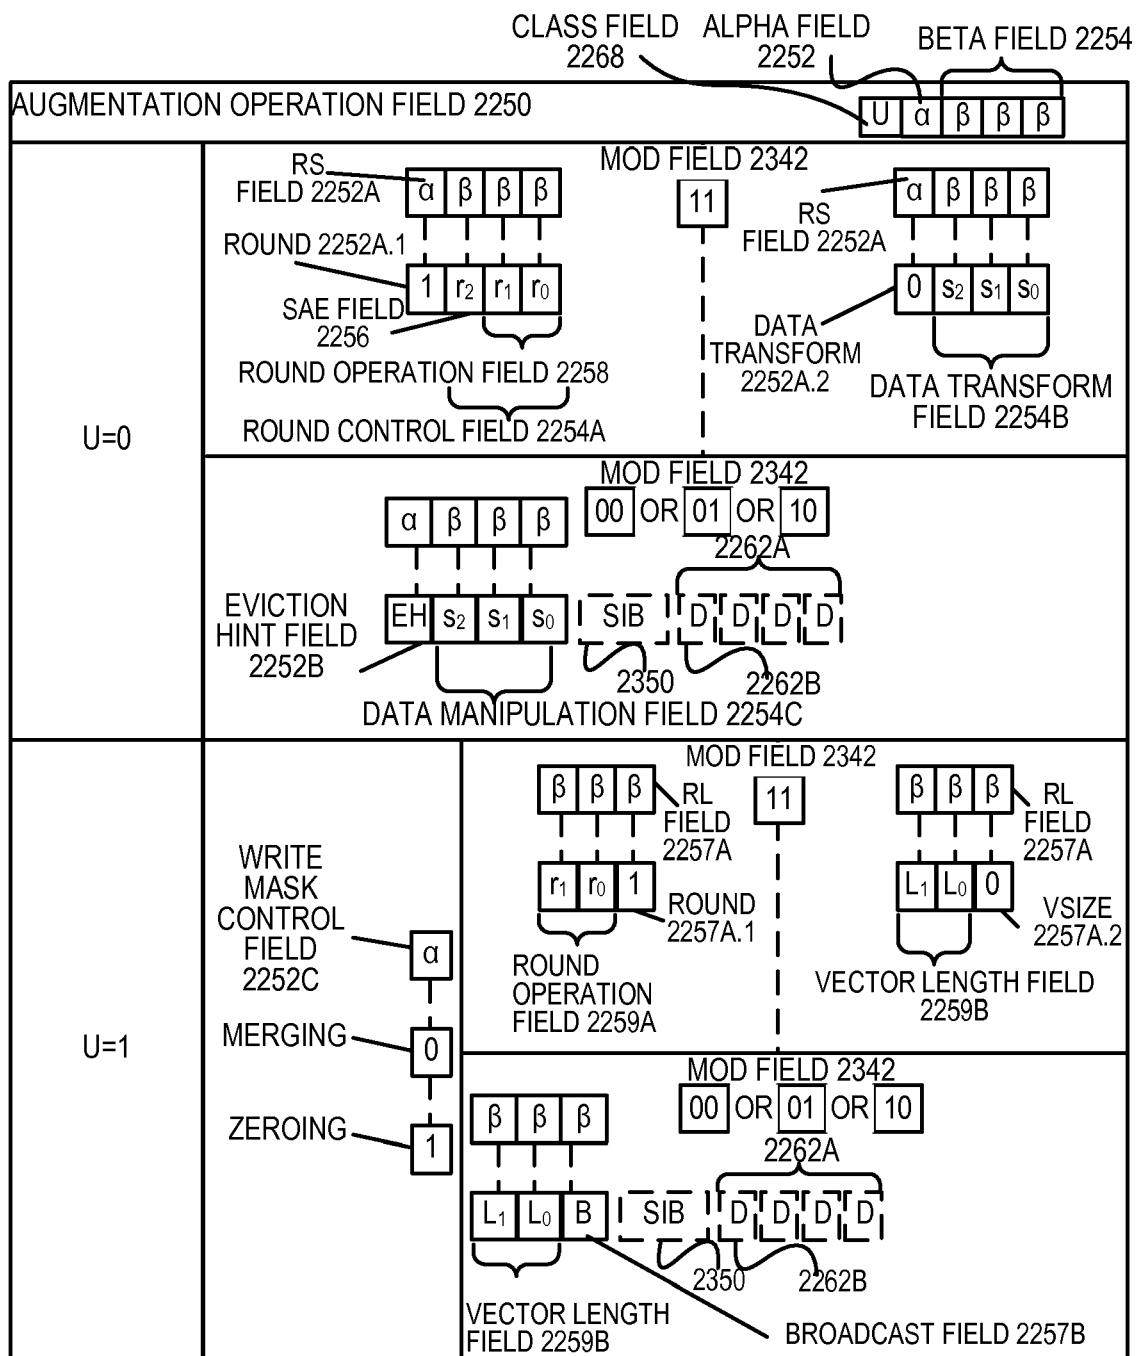 CLASS FIELD 2268
ALPHA FIELD 2252
BETA FIELD 2254
AUGMENTATION OPERATION FIELD 2250
U α β β β
U=0
RS FIELD 2252A
α β β β
MOD FIELD 2342
11
RS FIELD 2252A
α β β β
ROUND 2252A.1
1 r2 r1 r0
SAE FIELD 2256
ROUND OPERATION FIELD 2258
ROUND CONTROL FIELD 2254A
0 s2 s1 s0
DATA TRANSFORM 2252A.2
DATA TRANSFORM FIELD 2254B
MOD FIELD 2342
00 OR 01 OR 10
α β β β
2262A
EVICTION HINT FIELD 2252B
EH s2 s1 s0
SIB
D D D D
2350
2262B
DATA MANIPULATION FIELD 2254C
U=1
WRITE MASK CONTROL FIELD 2252C
α
MERGING
0
ZEROING
1
MOD FIELD 2342
11
β β β
RL FIELD 2257A
r1 r0 1
ROUND 2257A.1
ROUND OPERATION FIELD 2259A
β β β
RL FIELD 2257A
L1 L0 0
VSIZE 2257A.2
VECTOR LENGTH FIELD 2259B
MOD FIELD 2342
00 OR 01 OR 10
β β β
2262A
L1 L0 B
SIB
D D D D
2350
2262B
VECTOR LENGTH FIELD 2259B
BROADCAST FIELD 2257B